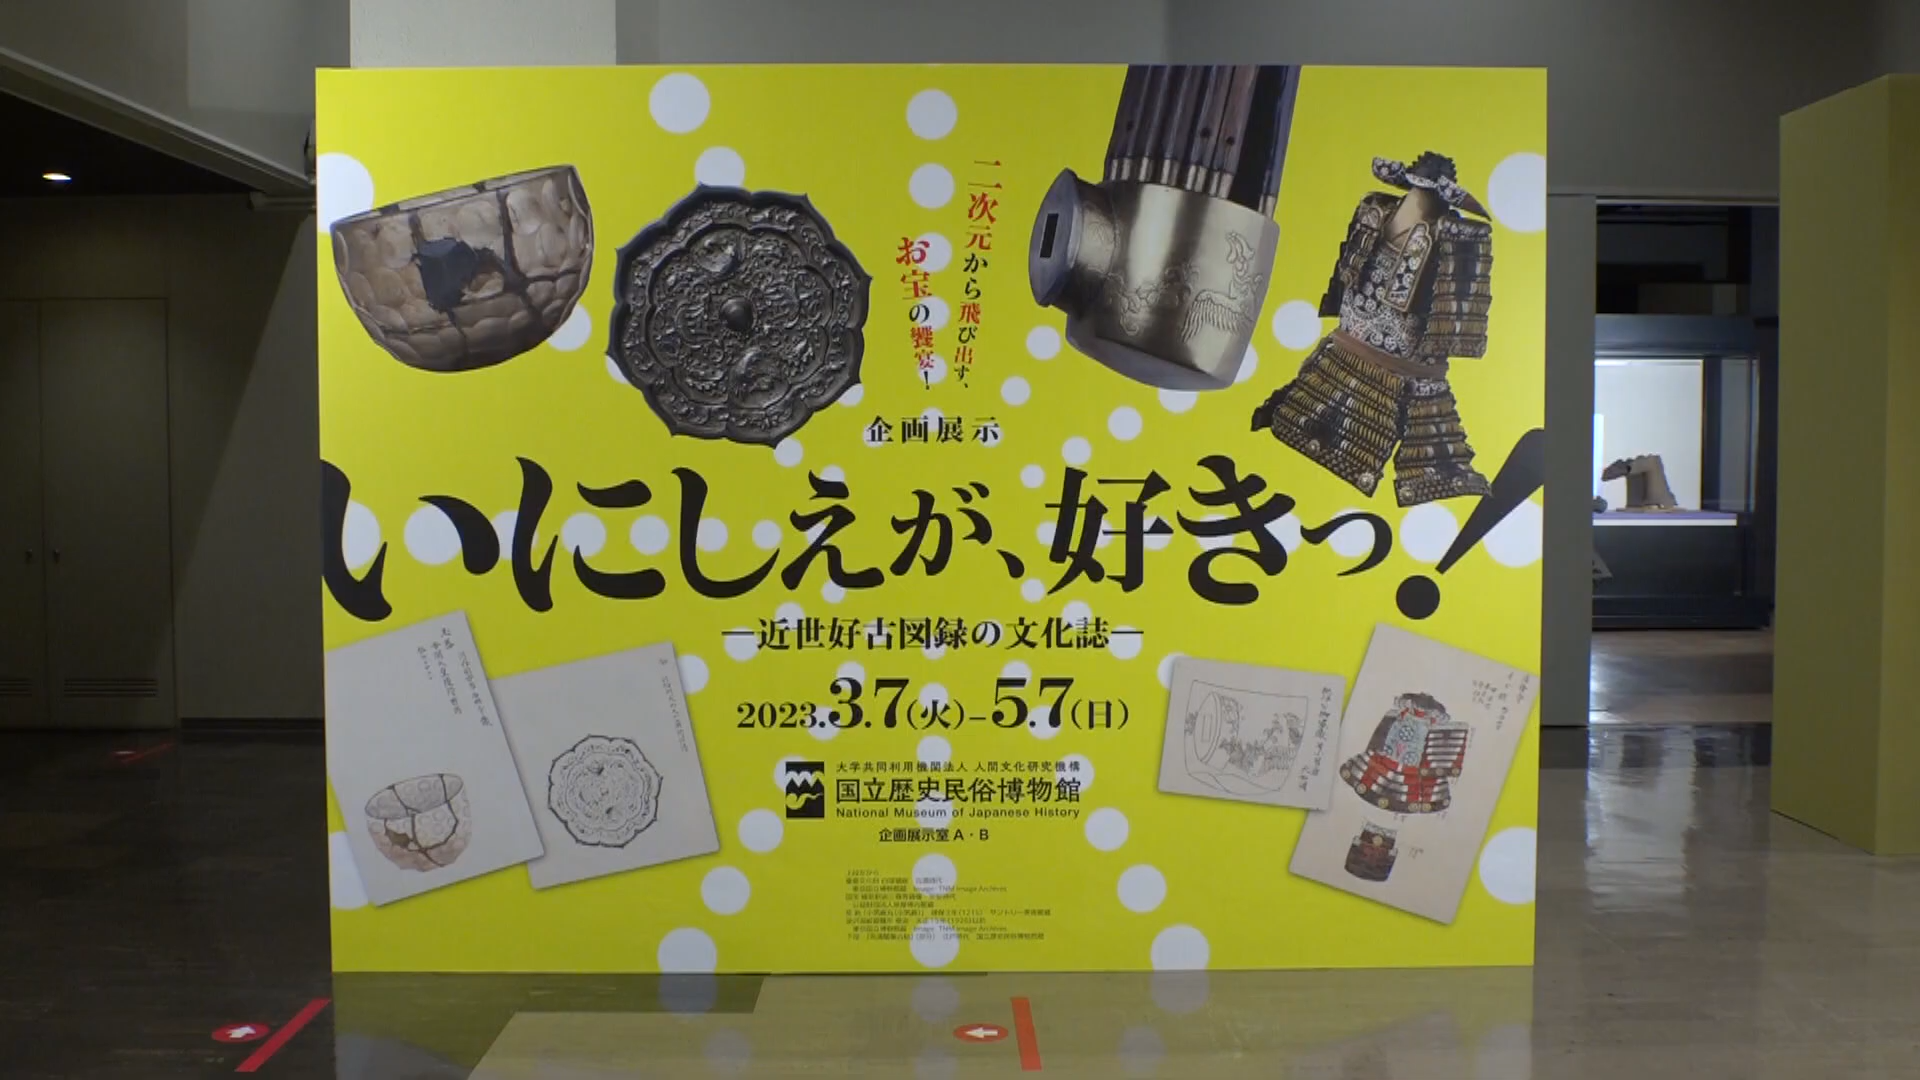 二次元から飛び出す、
お宝の饗宴！
企画展示
いにしえが、好きっ！
―近世好古図録の文化誌―
2023.3.7(火)–5.7(日)
大学共同利用機関法人 人間文化研究機構
国立歴史民俗博物館
National Museum of Japanese History
企画展示室 A・B